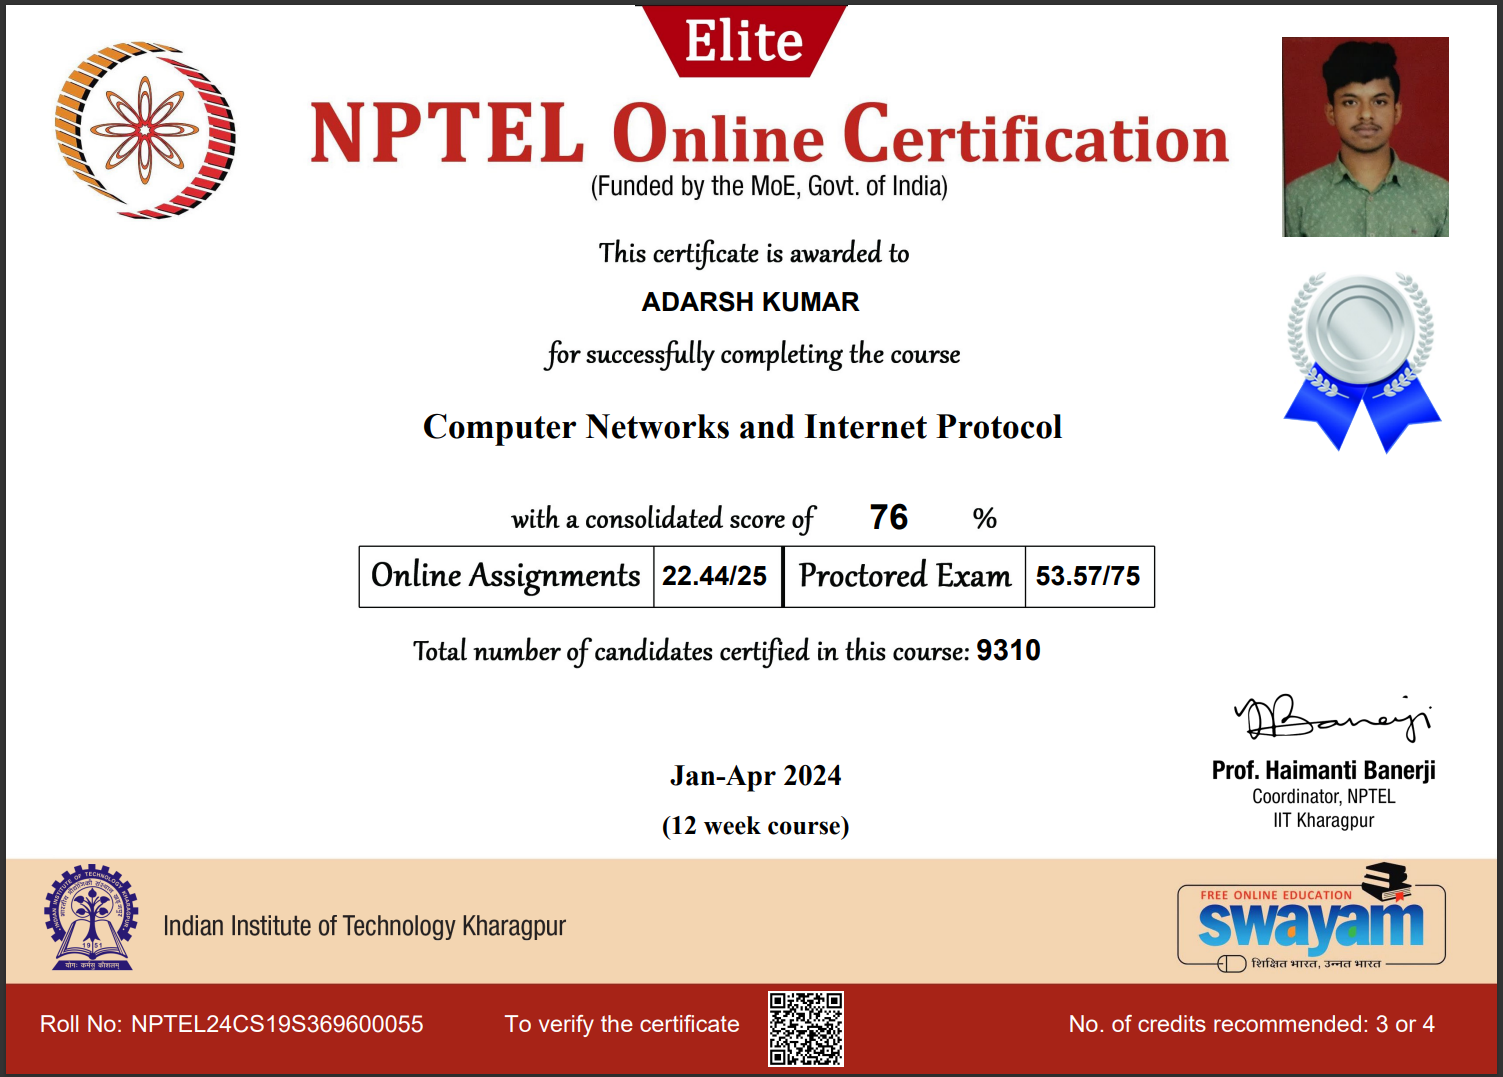 Elite
NPTEL Online Certification
(Funded by the MoE, Govt. of India)
This certificate is awarded to
ADARSH KUMAR
for successfully completing the course
Computer Networks and Internet Protocol
with a consolidated score of 76 %
Online Assignments 22.44/25 Proctored Exam 53.57/75
Total number of candidates certified in this course: 9310
Jan-Apr 2024
(12 week course)
Prof. Haimanti Banerji
Coordinator, NPTEL
IIT Kharagpur
1951
योगः कर्मसु कौशलम्
Indian Institute of Technology Kharagpur
FREE ONLINE EDUCATION
swayam
शिक्षित भारत, उन्नत भारत
Roll No: NPTEL24CS19S369600055
To verify the certificate
No. of credits recommended: 3 or 4